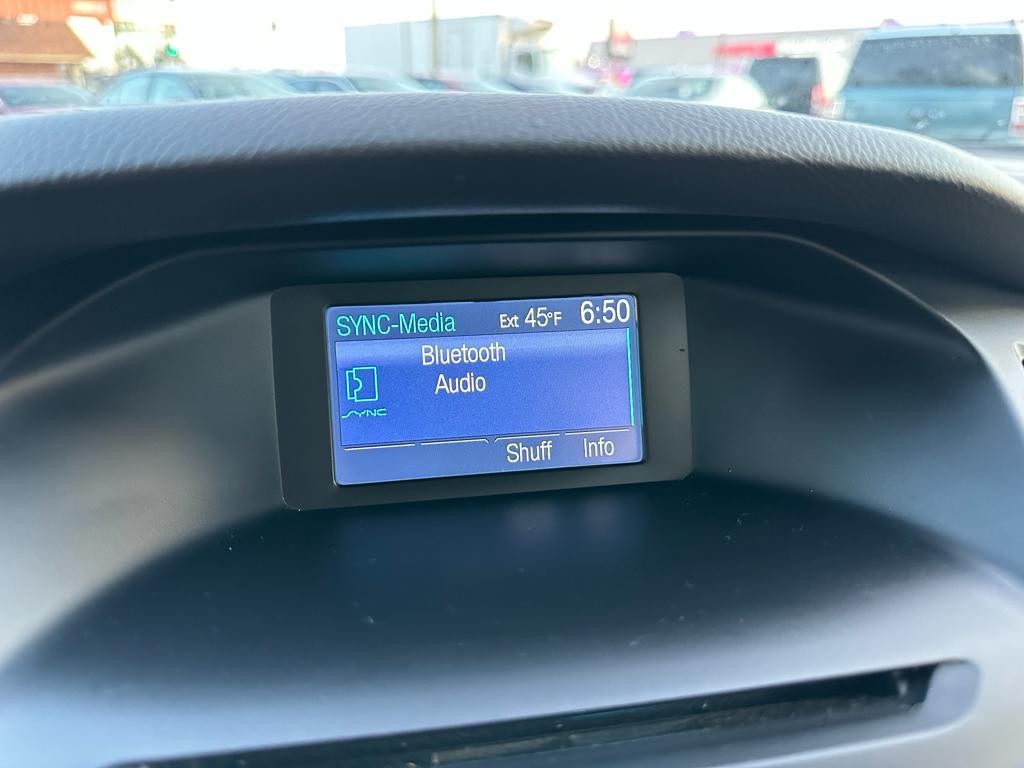 SYNC-Media Ext 45°F 6:50
Bluetooth
Audio
SYNC
Shuff Info